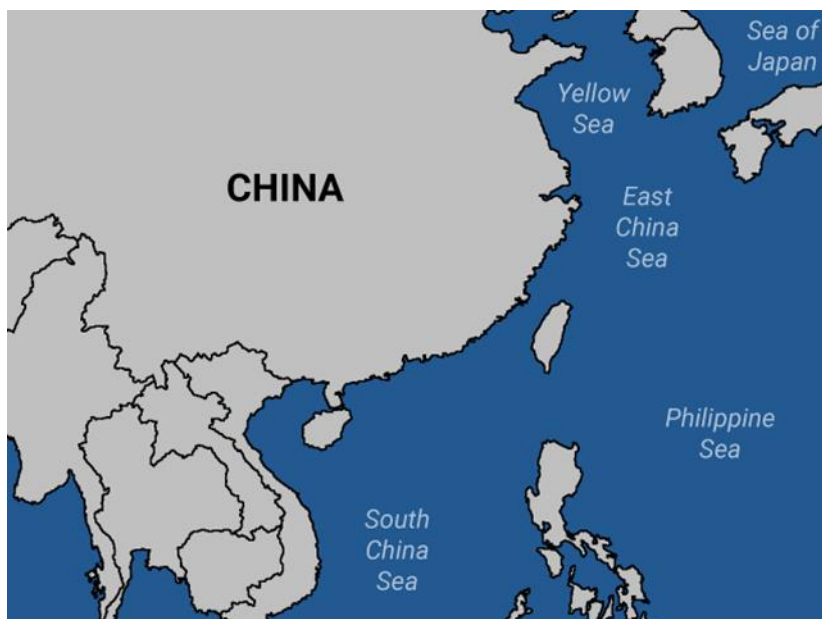 Sea of
Japan
Yellow
Sea
CHINA
East
China
Sea
Philippine
Sea
South
China
Sea